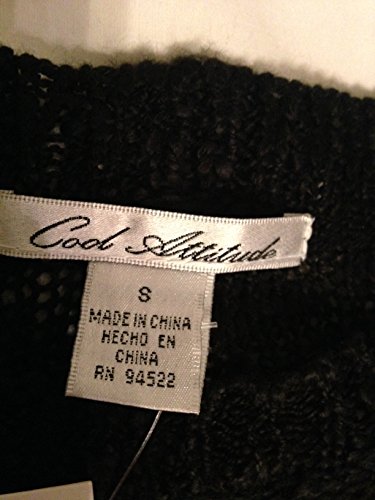 Cool Attitude
S
MADE IN CHINA
HECHO EN
CHINA
RN 94522